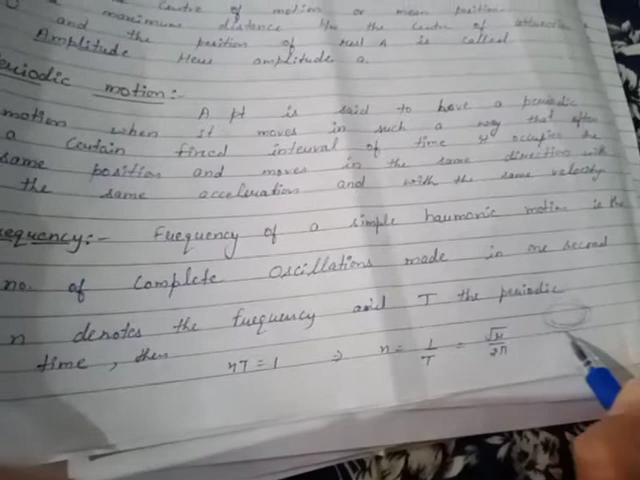 Centre of motion or mean position
and the maximum distance the centre of attraction
and the position of rest A is called
Amplitude Here amplitude a.
eriodic motion:-
A pt is said to have a periodic
motion when it moves in such a way that after
a certain fixed interval of time it occupies the
same position and moves in the same direction with
the same acceleration and with the same velocity
requency:- Frequency of a simple harmonic motion is the
no. of complete oscillations made in one second
n denotes the frequency and T the periodic
time, then nT = 1 ⇒ n = 1/T = √μ/2π